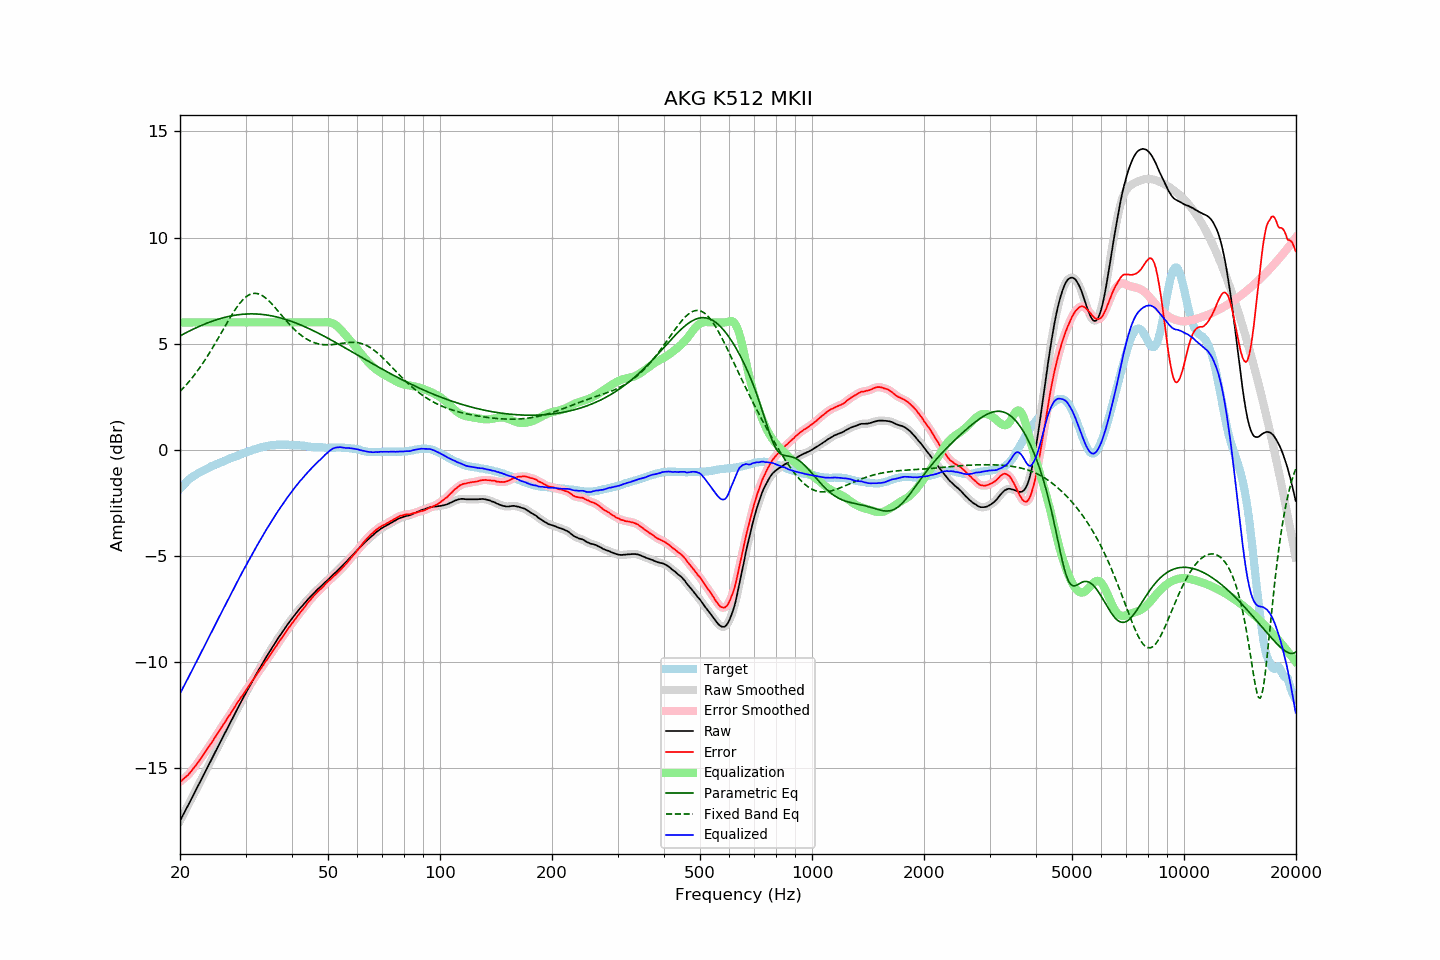 AKG K512 MKII
Amplitude (dBr)
15
10
5
0
−5
−10
−15
Target
Raw Smoothed
Error Smoothed
Raw
Error
Equalization
Parametric Eq
Fixed Band Eq
Equalized
20
50
100
200
500
1000
2000
5000
10000
20000
Frequency (Hz)